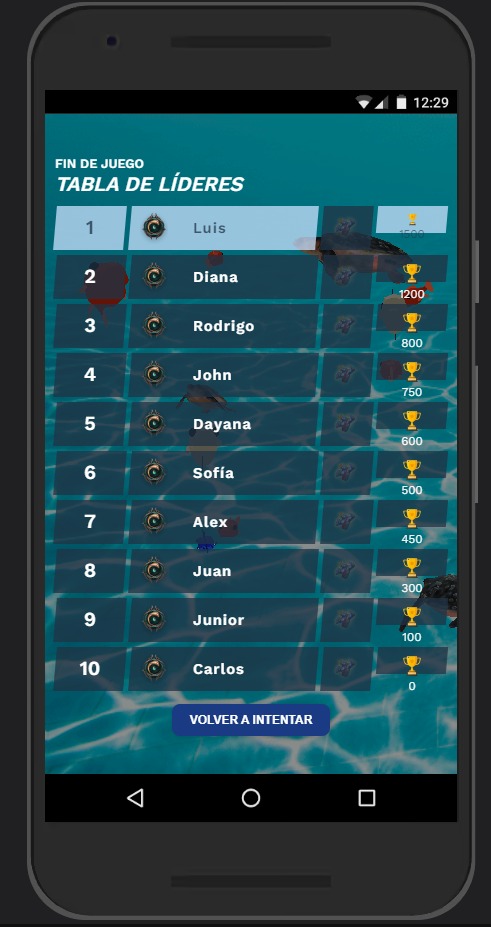 12:29
FIN DE JUEGO
TABLA DE LÍDERES
1 Luis 1500
2 Diana 1200
3 Rodrigo 800
4 John 750
5 Dayana 600
6 Sofía 500
7 Alex 450
8 Juan 300
9 Junior 100
10 Carlos 0
VOLVER A INTENTAR